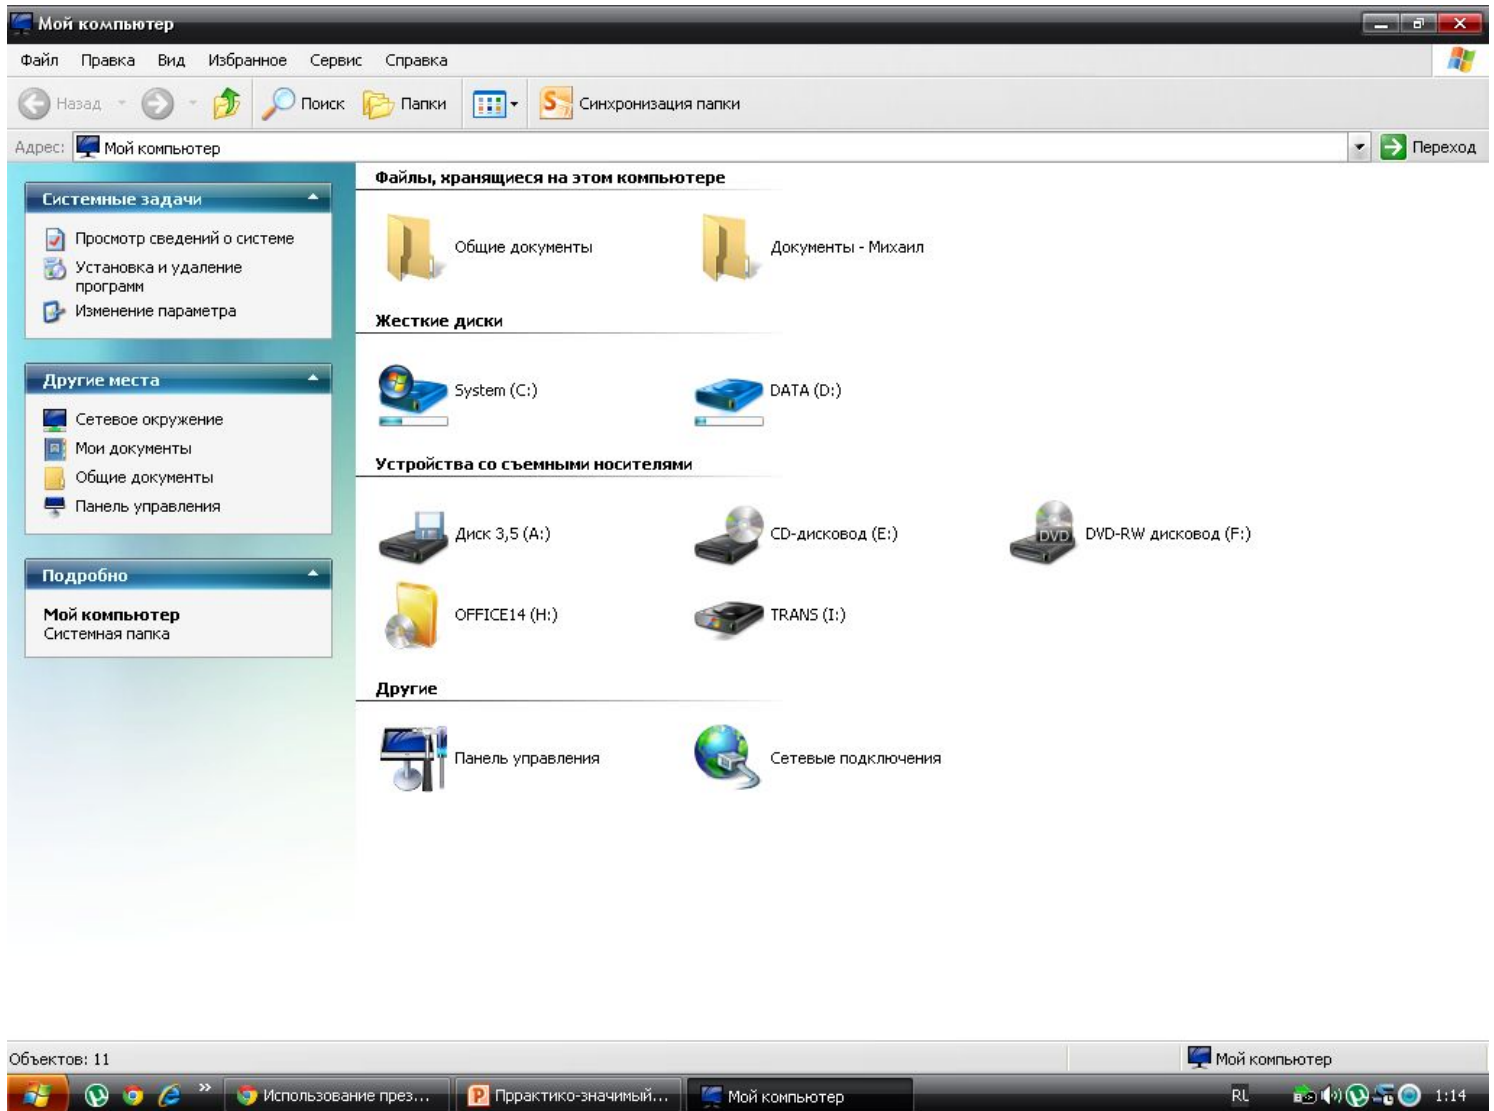 Мой компьютер
Файл Правка Вид Избранное Сервис Справка
Назад Поиск Папки Синхронизация папки
Адрес: Мой компьютер Переход
Системные задачи
Просмотр сведений о системе
Установка и удаление
программ
Изменение параметра
Другие места
Сетевое окружение
Мои документы
Общие документы
Панель управления
Подробно
Мой компьютер
Системная папка
Файлы, хранящиеся на этом компьютере
Общие документы Документы - Михаил
Жесткие диски
System (C:) DATA (D:)
Устройства со съемными носителями
Диск 3,5 (A:) CD-дисковод (E:) DVD DVD-RW дисковод (F:)
OFFICE14 (H:) TRANS (I:)
Другие
Панель управления Сетевые подключения
Объектов: 11 Мой компьютер
Использование през... Прpактико-значимый... Мой компьютер RU 1:14